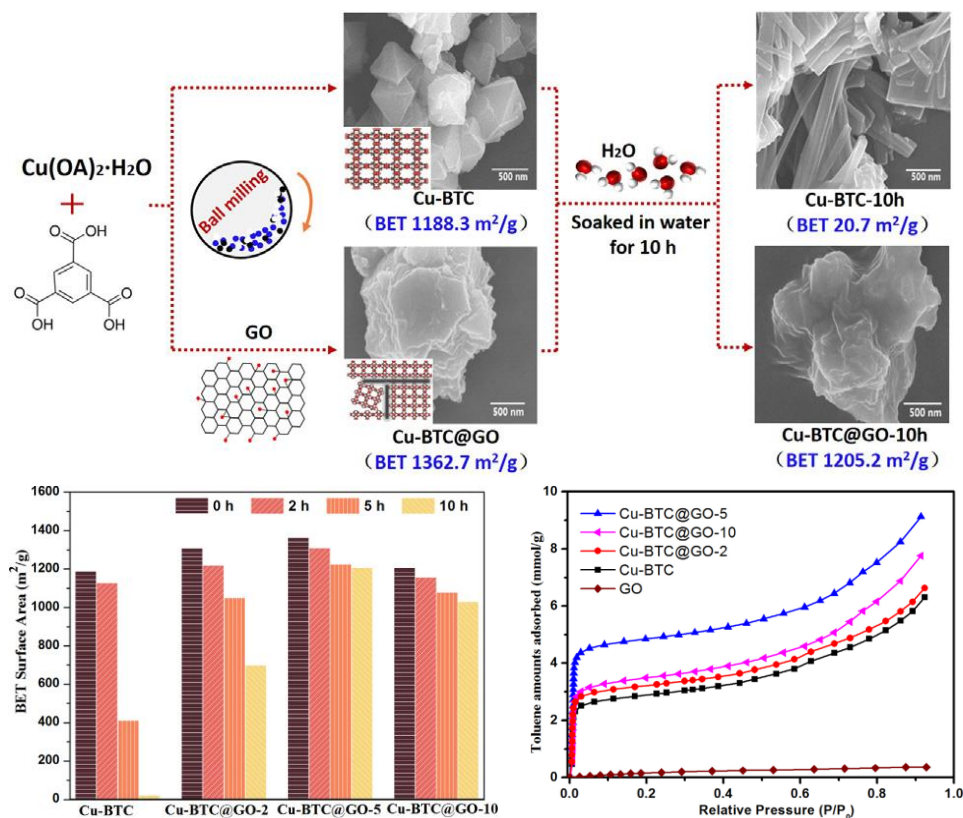 Cu(OA)₂·H₂O
+
OH
O
O
O
OH
OH
Ball milling
GO
500 nm
Cu-BTC
（BET 1188.3 m²/g）
500 nm
Cu-BTC@GO
（BET 1362.7 m²/g）
H₂O
Soaked in water
for 10 h
500 nm
Cu-BTC-10h
（BET 20.7 m²/g）
500 nm
Cu-BTC@GO-10h
（BET 1205.2 m²/g）
BET Surface Area (m²/g)
1600
1400
1200
1000
800
600
400
200
0
0 h 2 h 5 h 10 h
Cu-BTC Cu-BTC@GO-2 Cu-BTC@GO-5 Cu-BTC@GO-10
Toluene amounts adsorbed (mmol/g)
10
8
6
4
2
0
Cu-BTC@GO-5
Cu-BTC@GO-10
Cu-BTC@GO-2
Cu-BTC
GO
0.0 0.2 0.4 0.6 0.8 1.0
Relative Pressure (P/P₀)